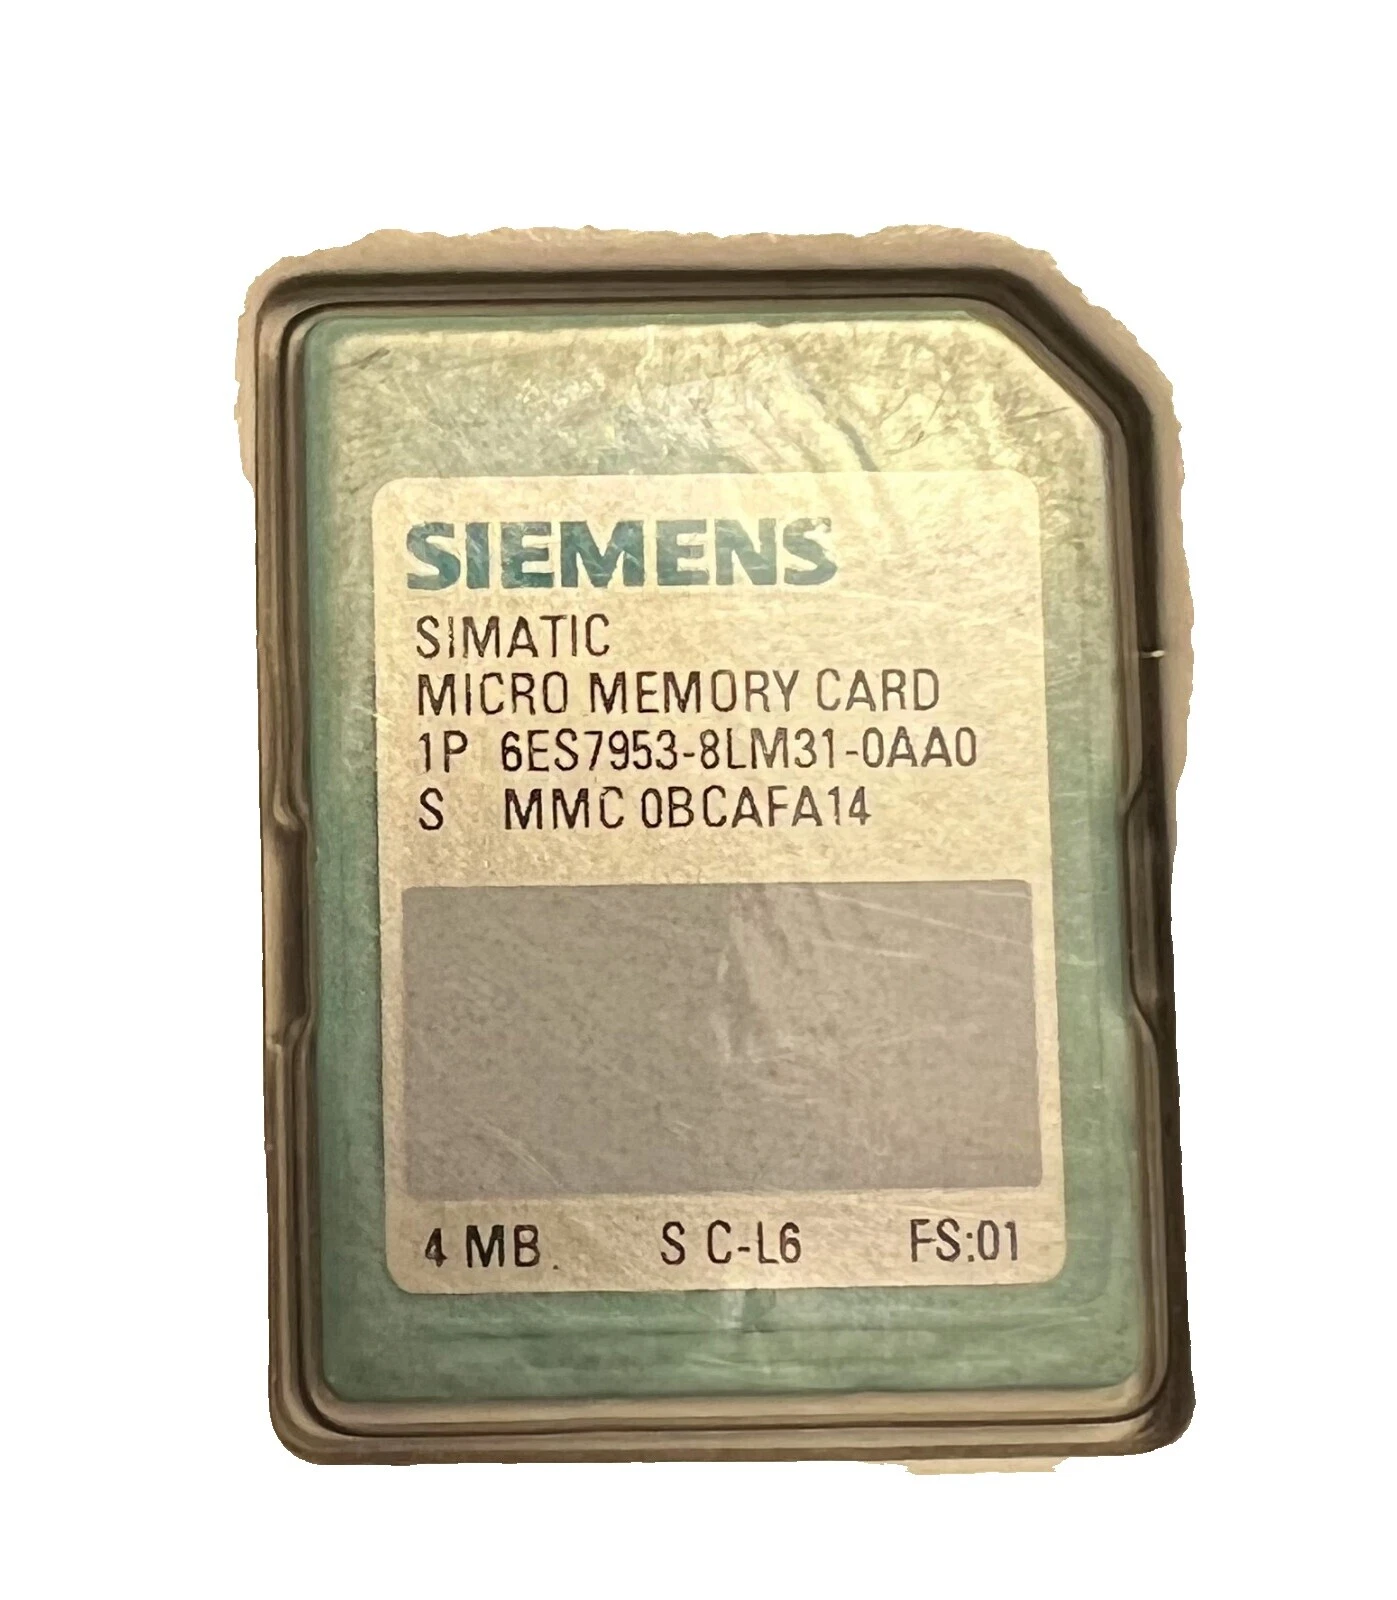 SIEMENS
SIMATIC
MICRO MEMORY CARD
1P 6ES7953-8LM31-0AA0
S MMC 0BCAFA14
4 MB. S C-L6 FS:01